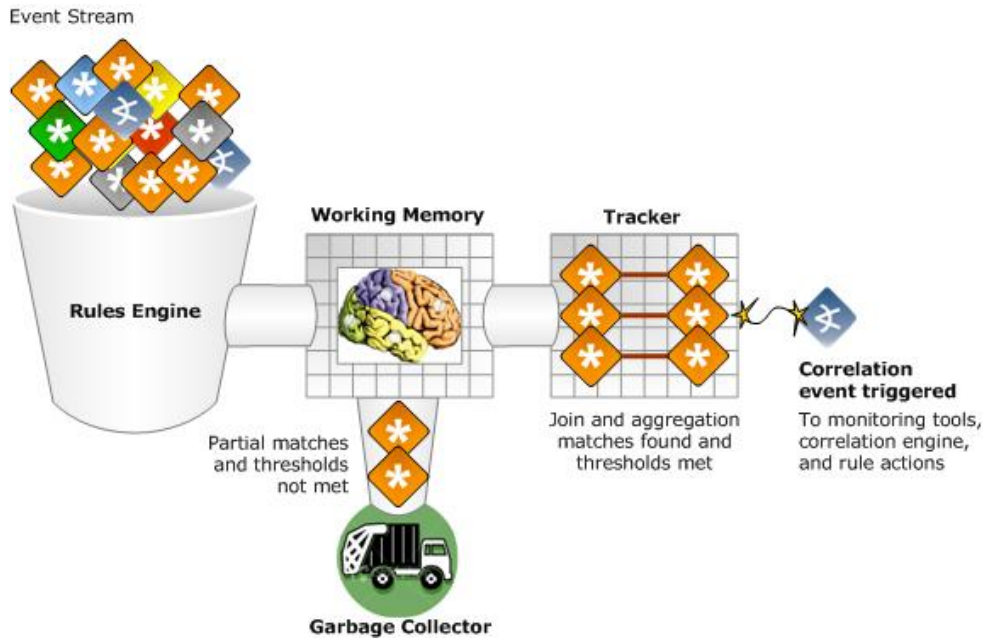 Event Stream
Working Memory
Tracker
Rules Engine
Correlation
event triggered
To monitoring tools,
correlation engine,
and rule actions
Partial matches
and thresholds
not met
Join and aggregation
matches found and
thresholds met
Garbage Collector